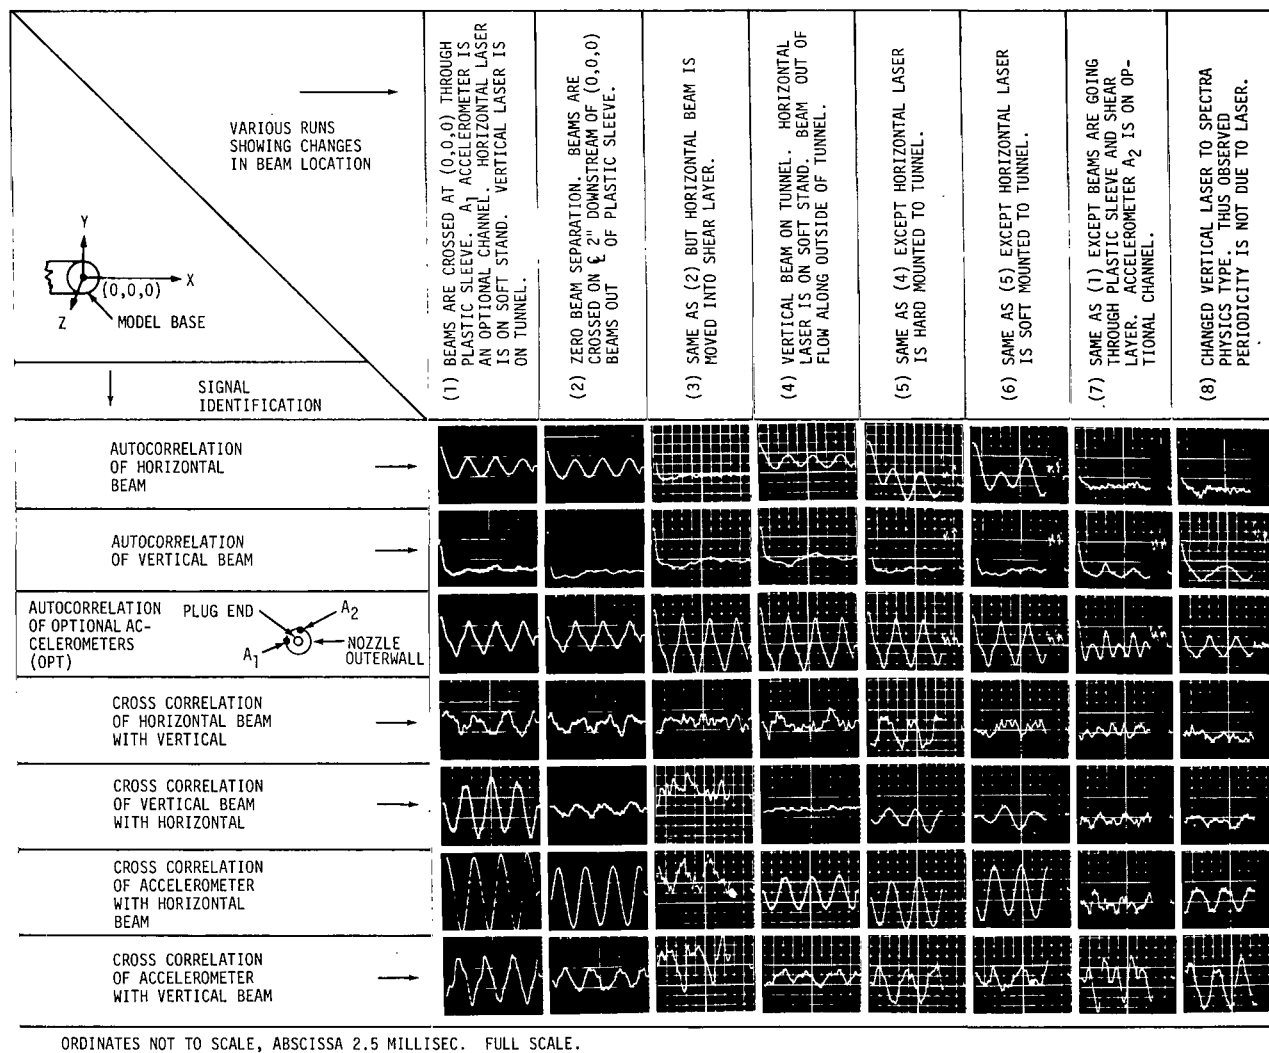 VARIOUS RUNS
SHOWING CHANGES
IN BEAM LOCATION
Y
X
(0,0,0)
Z
MODEL BASE
SIGNAL
IDENTIFICATION
(1) BEAMS ARE CROSSED AT (0,0,0) THROUGH
PLASTIC SLEEVE. A1 ACCELEROMETER IS
AN OPTIONAL CHANNEL. HORIZONTAL LASER
IS ON SOFT STAND. VERTICAL LASER IS
ON TUNNEL.
(2) ZERO BEAM SEPARATION. BEAMS ARE
CROSSED ON ℄ 2" DOWNSTREAM OF (0,0,0)
BEAMS OUT OF PLASTIC SLEEVE.
(3) SAME AS (2) BUT HORIZONTAL BEAM IS
MOVED INTO SHEAR LAYER.
(4) VERTICAL BEAM ON TUNNEL. HORIZONTAL
LASER IS ON SOFT STAND. BEAM OUT OF
FLOW ALONG OUTSIDE OF TUNNEL.
(5) SAME AS (4) EXCEPT HORIZONTAL LASER
IS HARD MOUNTED TO TUNNEL.
(6) SAME AS (5) EXCEPT HORIZONTAL LASER
IS SOFT MOUNTED TO TUNNEL.
(7) SAME AS (1) EXCEPT BEAMS ARE GOING
THROUGH PLASTIC SLEEVE AND SHEAR
LAYER. ACCELEROMETER A2 IS ON OP-
TIONAL CHANNEL.
(8) CHANGED VERTICAL LASER TO SPECTRA
PHYSICS TYPE. THUS OBSERVED
PERIODICITY IS NOT DUE TO LASER.
AUTOCORRELATION
OF HORIZONTAL
BEAM
AUTOCORRELATION
OF VERTICAL BEAM
AUTOCORRELATION
OF OPTIONAL AC-
CELEROMETERS
(OPT)
PLUG END
A2
A1
NOZZLE
OUTERWALL
CROSS CORRELATION
OF HORIZONTAL BEAM
WITH VERTICAL
CROSS CORRELATION
OF VERTICAL BEAM
WITH HORIZONTAL
CROSS CORRELATION
OF ACCELEROMETER
WITH HORIZONTAL
BEAM
CROSS CORRELATION
OF ACCELEROMETER
WITH VERTICAL BEAM
ORDINATES NOT TO SCALE, ABSCISSA 2.5 MILLISEC. FULL SCALE.